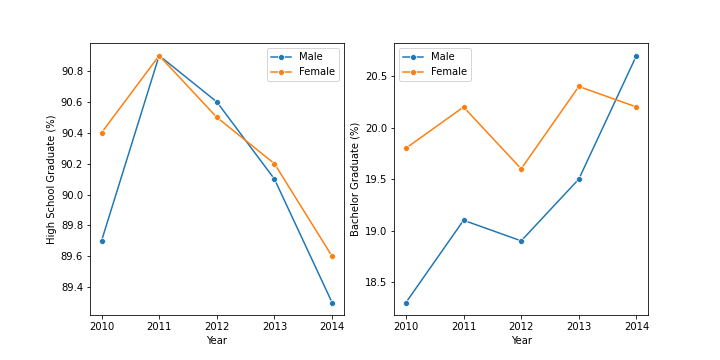 High School Graduate (%)
90.8
90.6
90.4
90.2
90.0
89.8
89.6
89.4
2010 2011 2012 2013 2014
Year
Male
Female
Bachelor Graduate (%)
20.5
20.0
19.5
19.0
18.5
2010 2011 2012 2013 2014
Year
Male
Female